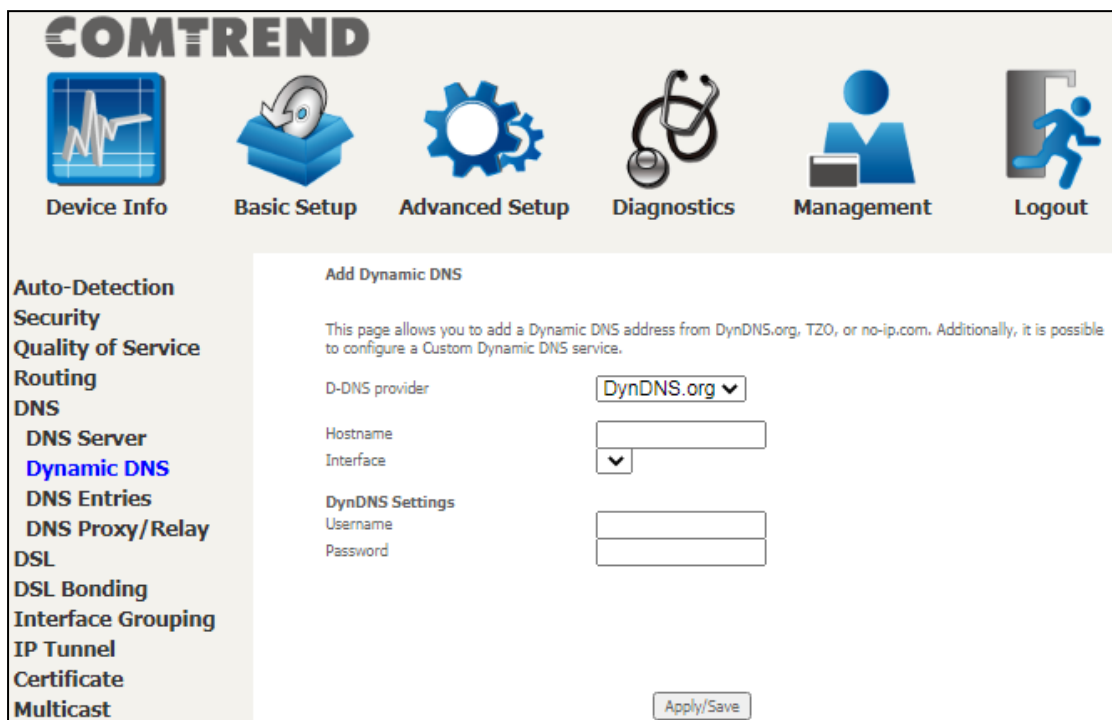 COMTREND
Device Info
Basic Setup
Advanced Setup
Diagnostics
Management
Logout
Auto-Detection
Security
Quality of Service
Routing
DNS
DNS Server
Dynamic DNS
DNS Entries
DNS Proxy/Relay
DSL
DSL Bonding
Interface Grouping
IP Tunnel
Certificate
Multicast
Add Dynamic DNS
This page allows you to add a Dynamic DNS address from DynDNS.org, TZO, or no-ip.com. Additionally, it is possible
to configure a Custom Dynamic DNS service.
D-DNS provider
DynDNS.org
Hostname
Interface
DynDNS Settings
Username
Password
Apply/Save